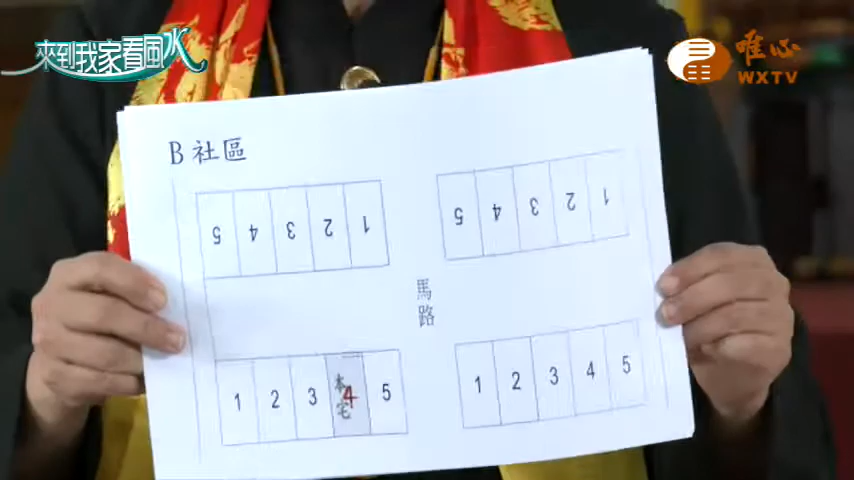 來到我家看風水
唯心
WXTV
B 社區
5 4 3 2 1
5 4 3 2 1
馬路
1 2 3 4 5
本宅
1 2 3 4 5